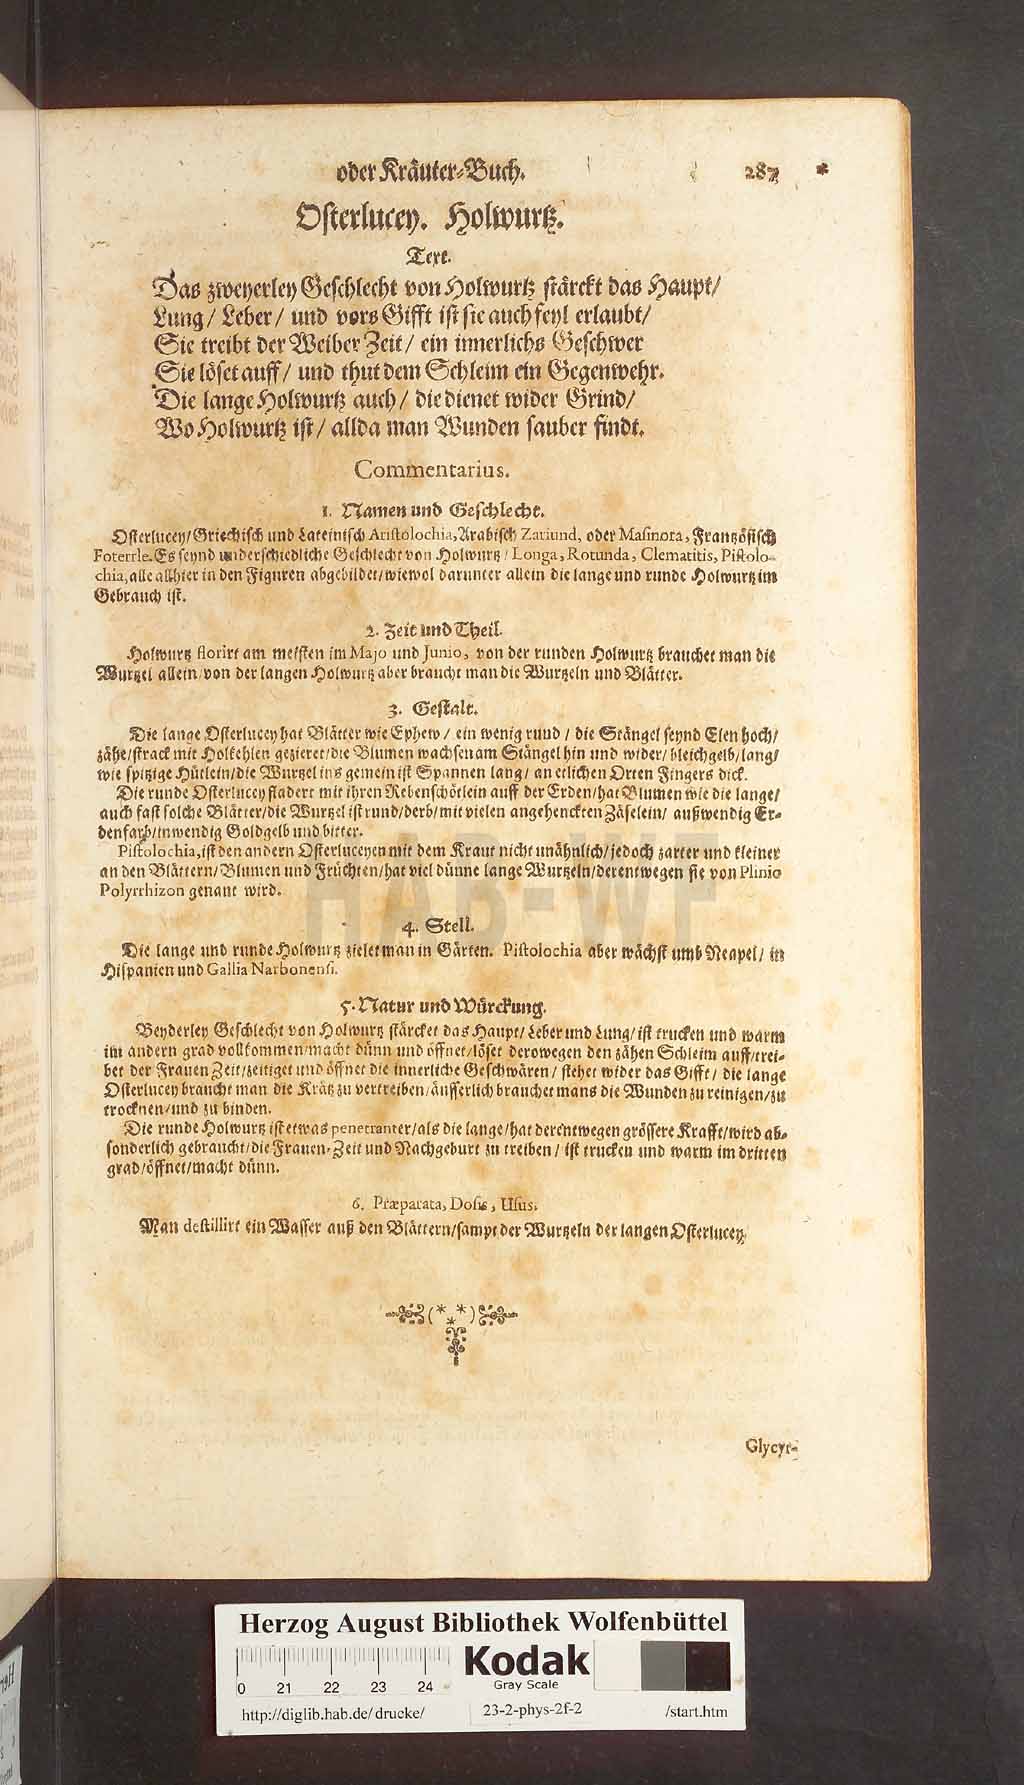 oder Kräuter-Buch. 287
Osterlucey. Holwurtz.
Text.
Das zweyerley Geschlecht von Holwurtz stärckt das Haupt/
Lung/ Leber/ und vors Gifft ist sie auch feyl erlaubt/
Sie treibt der Weiber Zeit/ ein innerlichs Geschwer
Sie löset auff/ und thut dem Schleim ein Gegenwehr.
Die lange Holwurtz auch/ die dienet wider Grind/
Wo Holwurtz ist/ allda man Wunden sauber findt.
Commentarius.
1. Namen und Geschlecht.
Osterlucey/ Griechisch und Lateinisch Aristolochia, Arabisch Zariund, oder Masmora, Frantzösisch
Foterrle. Es seynd underschiedliche Geschlecht von Holwurtz/ Longa, Rotunda, Clematitis, Pistolo-
chia, alle allhier in den Figuren abgebildet/ wiewol darunter allein die lange und runde Holwurtz im
Gebrauch ist.
2. Zeit und Theil.
Holwurtz florirt am meisten im Majo und Junio, von der runden Holwurtz brauchet man die
Wurtzel allein/ von der langen Holwurtz aber braucht man die Wurtzeln und Blätter.
3. Gestalt.
Die lange Osterlucey hat Blätter wie Ephew/ ein wenig rund/ die Stängel seynd Elen hoch/
zähe/ strack mit Holkehlen gezieret/ die Blumen wachsen am Stängel hin und wider/ bleichgelb/ lang/
wie spitzige Hütlein/ die Wurtzel ins gemein ist Spannen lang/ an etlichen Orten Fingers dick.
Die runde Osterlucey fladert mit ihren Rebenschößlein auff der Erden/ hat Blumen wie die lange/
auch fast solche Blätter/ die Wurtzel ist rund/ derb/ mit vielen angehenckten Zäselein/ außwendig Er-
denfarb/ inwendig Goldgelb und bitter.
Pistolochia, ist den andern Osterluceyen mit dem Kraut nicht unähnlich/ jedoch zarter und kleiner
an den Blättern/ Blumen und Früchten/ hat viel dünne lange Wurtzeln/ derentwegen sie von Plinio
Polyrrhizon genant wird.
4. Stell.
Die lange und runde Holwurtz zielet man in Gärten. Pistolochia aber wächst umb Neapel/ in
Hispanien und Gallia Narbonensi.
5. Natur und Würckung.
Beyderley Geschlecht von Holwurtz stärcket das Haupt/ Leber und Lung/ ist trucken und warm
im andern grad vollkommen/ macht dünn und öffnet/ löset derowegen den zähen Schleim auff/ trei-
bet der Frauen Zeit/ zeitiget und öffnet die innerliche Geschwären/ stehet wider das Gifft/ die lange
Osterlucey braucht man die Krätz zu vertreiben/ äusserlich brauchet mans die Wunden zu reinigen/ zu
trocknen/ und zu binden.
Die runde Holwurtz ist etwas penetranter/ als die lange/ hat derentwegen grössere Krafft/ wird ab-
sonderlich gebraucht/ die Frauen-Zeit und Nachgeburt zu treiben/ ist trucken und warm im dritten
grad/ öffnet/ macht dünn.
6. Præparata, Dosis, Usus.
Man destillirt ein Wasser auß den Blättern/ sampt der Wurtzeln der langen Osterlucey.
Glycyr-
HAB-WF
Herzog August Bibliothek Wolfenbüttel
Kodak
Gray Scale
0 21 22 23 24
http://diglib.hab.de/drucke/ 23-2-phys-2f-2 /start.htm